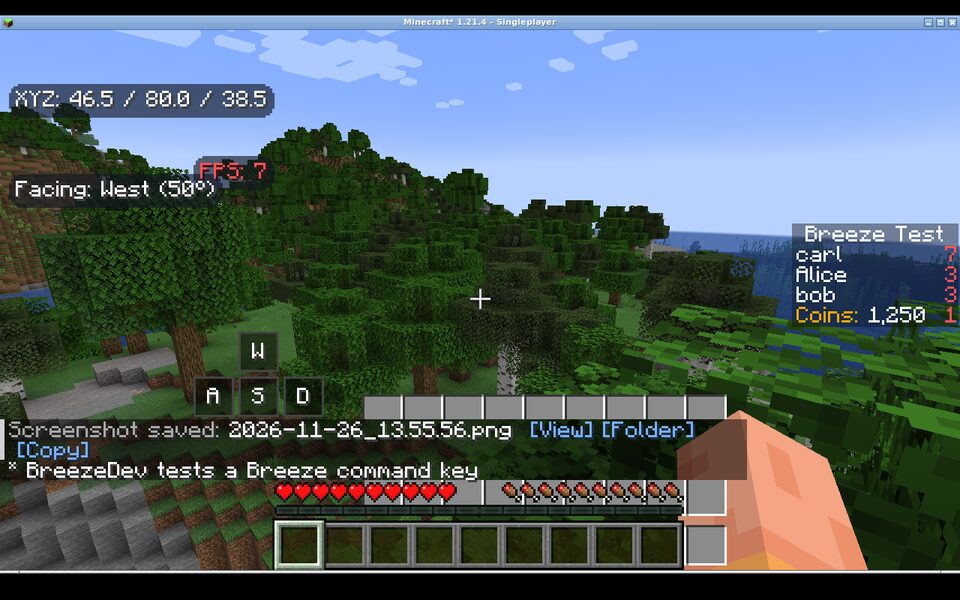 Minecraft* 1.21.4 - Singleplayer
XYZ: 46.5 / 80.0 / 38.5
FPS: 7
Facing: West (50°)
Breeze Test
carl 7
Alice 3
bob 3
Coins: 1,250 1
W
A S D
Screenshot saved: 2026-11-26_13.55.56.png [View] [Folder]
[Copy]
* BreezeDev tests a Breeze command key